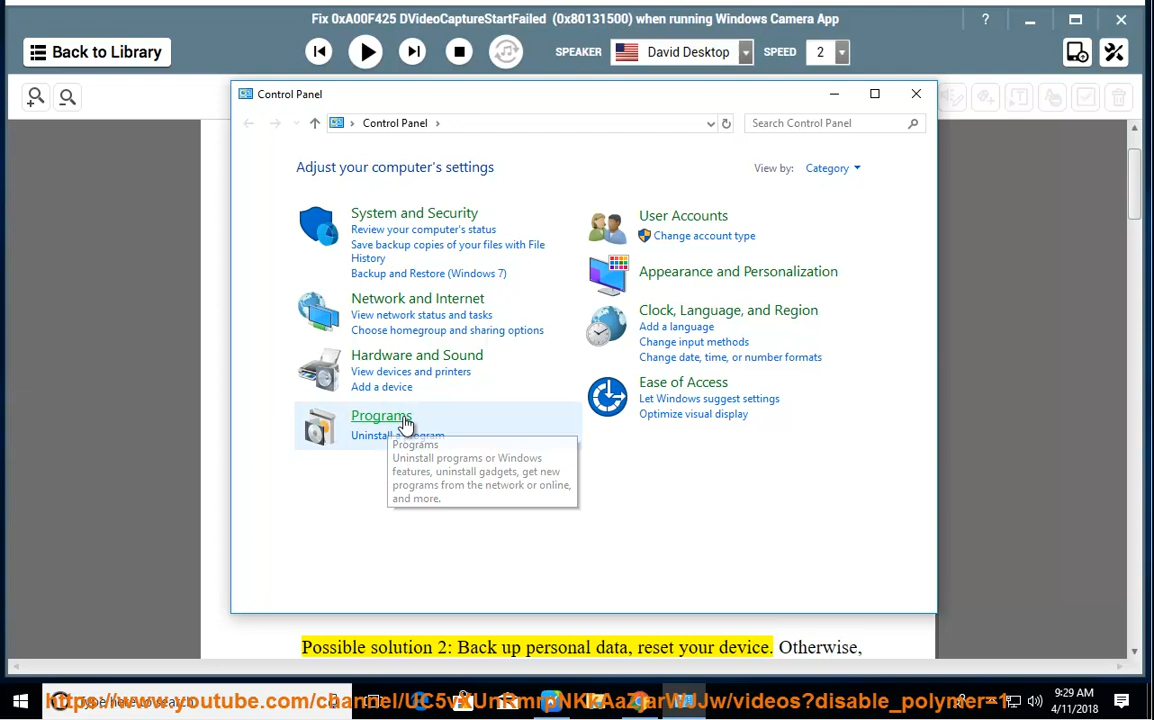 Fix 0xA00F425 DVideoCaptureStartFailed (0x80131500) when running Windows Camera App
?
Back to Library
SPEAKER David Desktop SPEED 2
Control Panel
Control Panel
Search Control Panel
Adjust your computer's settings
View by: Category
System and Security
Review your computer's status
Save backup copies of your files with File
History
Backup and Restore (Windows 7)
Network and Internet
View network status and tasks
Choose homegroup and sharing options
Hardware and Sound
View devices and printers
Add a device
Programs
Uninstall a program
Programs
Uninstall programs or Windows
features, uninstall gadgets, get new
programs from the network or online,
and more.
User Accounts
Change account type
Appearance and Personalization
Clock, Language, and Region
Add a language
Change input methods
Change date, time, or number formats
Ease of Access
Let Windows suggest settings
Optimize visual display
Possible solution 2: Back up personal data, reset your device. Otherwise,
Type here to search
9:29 AM
4/11/2018